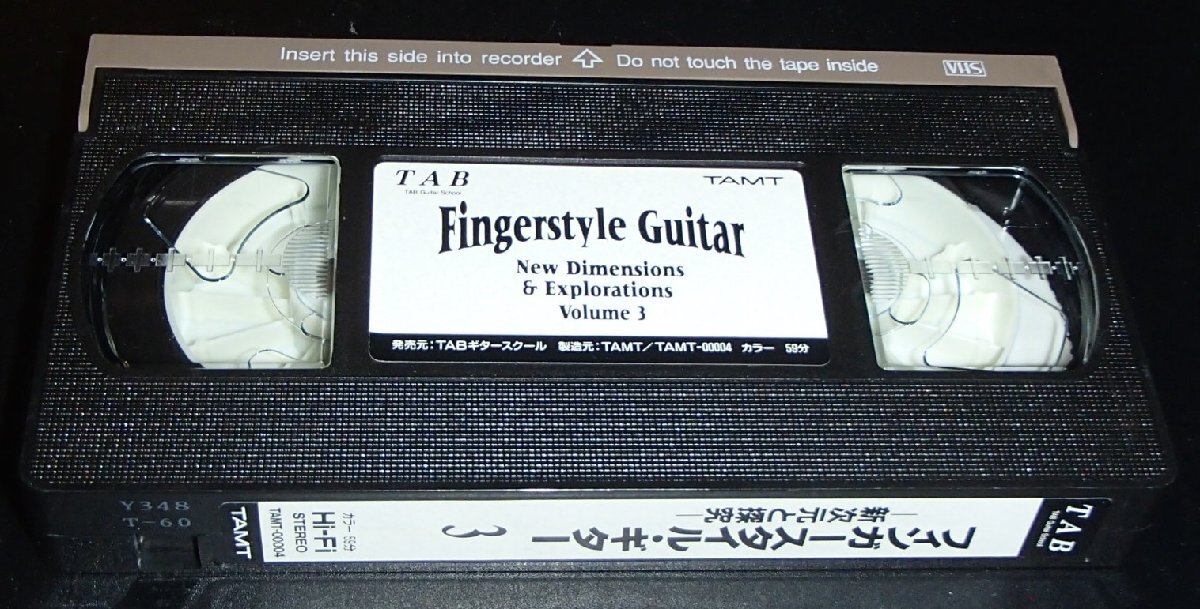 Insert this side into recorder ⇧ Do not touch the tape inside VHS
TAB TAMT
TAB Guitar School
Fingerstyle Guitar
New Dimensions
& Explorations
Volume 3
発売元：TABギタースクール 製造元：TAMT／TAMT-00004 カラー 59分
Y348
T-60
TAB
TAB Guitar School
フィンガースタイル・ギター
―新次元と探究―
3
カラー 59分
Hi-Fi
STEREO
TAMT-00004
TAMT